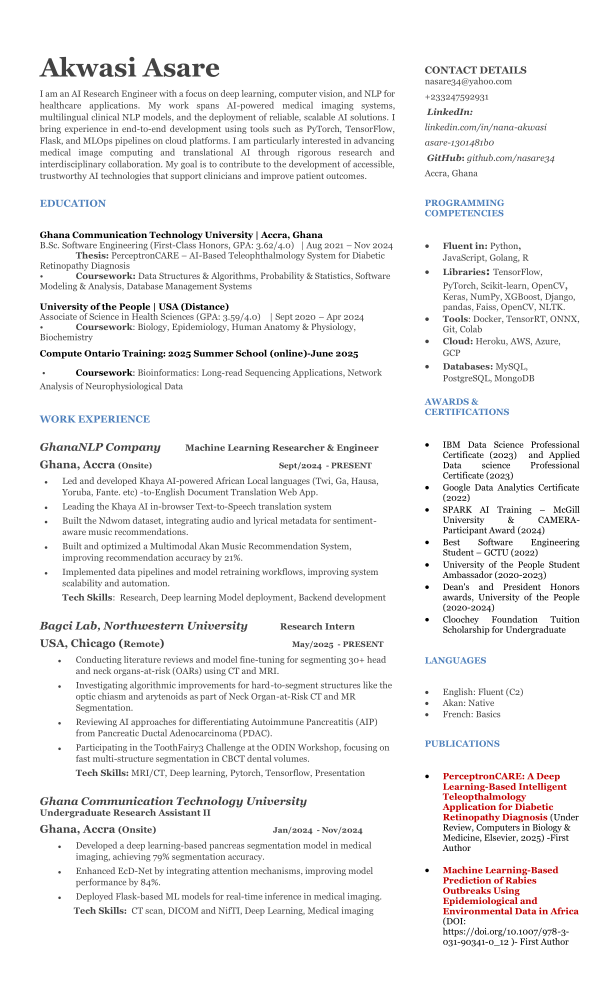 Akwasi Asare
I am an AI Research Engineer with a focus on deep learning, computer vision, and NLP for
healthcare applications. My work spans AI-powered medical imaging systems,
multilingual clinical NLP models, and the deployment of reliable, scalable AI solutions. I
bring experience in end-to-end development using tools such as PyTorch, TensorFlow,
Flask, and MLOps pipelines on cloud platforms. I am particularly interested in advancing
medical image computing and translational AI through rigorous research and
interdisciplinary collaboration. My goal is to contribute to the development of accessible,
trustworthy AI technologies that support clinicians and improve patient outcomes.
EDUCATION
Ghana Communication Technology University | Accra, Ghana
B.Sc. Software Engineering (First-Class Honors, GPA: 3.62/4.0) | Aug 2021 – Nov 2024
Thesis: PerceptronCARE – AI-Based Teleophthalmology System for Diabetic
Retinopathy Diagnosis
• Coursework: Data Structures & Algorithms, Probability & Statistics, Software
Modeling & Analysis, Database Management Systems
University of the People | USA (Distance)
Associate of Science in Health Sciences (GPA: 3.59/4.0) | Sept 2020 – Apr 2024
• Coursework: Biology, Epidemiology, Human Anatomy & Physiology,
Biochemistry
Compute Ontario Training: 2025 Summer School (online)-June 2025
• Coursework: Bioinformatics: Long-read Sequencing Applications, Network
Analysis of Neurophysiological Data
WORK EXPERIENCE
GhanaNLP Company Machine Learning Researcher & Engineer
Ghana, Accra (Onsite) Sept/2024 - PRESENT
• Led and developed Khaya AI-powered African Local languages (Twi, Ga, Hausa,
Yoruba, Fante. etc) -to-English Document Translation Web App.
• Leading the Khaya AI in-browser Text-to-Speech translation system
• Built the Ndwom dataset, integrating audio and lyrical metadata for sentiment-
aware music recommendations.
• Built and optimized a Multimodal Akan Music Recommendation System,
improving recommendation accuracy by 21%.
• Implemented data pipelines and model retraining workflows, improving system
scalability and automation.
Tech Skills: Research, Deep learning Model deployment, Backend development
Bagci Lab, Northwestern University Research Intern
USA, Chicago (Remote) May/2025 - PRESENT
• Conducting literature reviews and model fine-tuning for segmenting 30+ head
and neck organs-at-risk (OARs) using CT and MRI.
• Investigating algorithmic improvements for hard-to-segment structures like the
optic chiasm and arytenoids as part of Neck Organ-at-Risk CT and MR
Segmentation.
• Reviewing AI approaches for differentiating Autoimmune Pancreatitis (AIP)
from Pancreatic Ductal Adenocarcinoma (PDAC).
• Participating in the ToothFairy3 Challenge at the ODIN Workshop, focusing on
fast multi-structure segmentation in CBCT dental volumes.
Tech Skills: MRI/CT, Deep learning, Pytorch, Tensorflow, Presentation
Ghana Communication Technology University
Undergraduate Research Assistant II
Ghana, Accra (Onsite) Jan/2024 - Nov/2024
• Developed a deep learning-based pancreas segmentation model in medical
imaging, achieving 79% segmentation accuracy.
• Enhanced EcD-Net by integrating attention mechanisms, improving model
performance by 84%.
• Deployed Flask-based ML models for real-time inference in medical imaging.
Tech Skills: CT scan, DICOM and NifTI, Deep Learning, Medical imaging
CONTACT DETAILS
nasare34@yahoo.com
+233247592931
LinkedIn:
linkedin.com/in/nana-akwasi
asare-1301481b0
GitHub: github.com/nasare34
Accra, Ghana
PROGRAMMING
COMPETENCIES
• Fluent in: Python,
JavaScript, Golang, R
• Libraries: TensorFlow,
PyTorch, Scikit-learn, OpenCV,
Keras, NumPy, XGBoost, Django,
pandas, Faiss, OpenCV, NLTK.
• Tools: Docker, TensorRT, ONNX,
Git, Colab
• Cloud: Heroku, AWS, Azure,
GCP
• Databases: MySQL,
PostgreSQL, MongoDB
AWARDS &
CERTIFICATIONS
• IBM Data Science Professional
Certificate (2023) and Applied
Data science Professional
Certificate (2023)
• Google Data Analytics Certificate
(2022)
• SPARK AI Training – McGill
University & CAMERA-
Participant Award (2024)
• Best Software Engineering
Student – GCTU (2022)
• University of the People Student
Ambassador (2020-2023)
• Dean's and President Honors
awards, University of the People
(2020-2024)
• Cloochey Foundation Tuition
Scholarship for Undergraduate
LANGUAGES
• English: Fluent (C2)
• Akan: Native
• French: Basics
PUBLICATIONS
• PerceptronCARE: A Deep
Learning-Based Intelligent
Teleopthalmology
Application for Diabetic
Retinopathy Diagnosis (Under
Review, Computers in Biology &
Medicine, Elsevier, 2025) -First
Author
• Machine Learning-Based
Prediction of Rabies
Outbreaks Using
Epidemiological and
Environmental Data in Africa
(DOI:
https://doi.org/10.1007/978-3-
031-90341-0_12 )- First Author